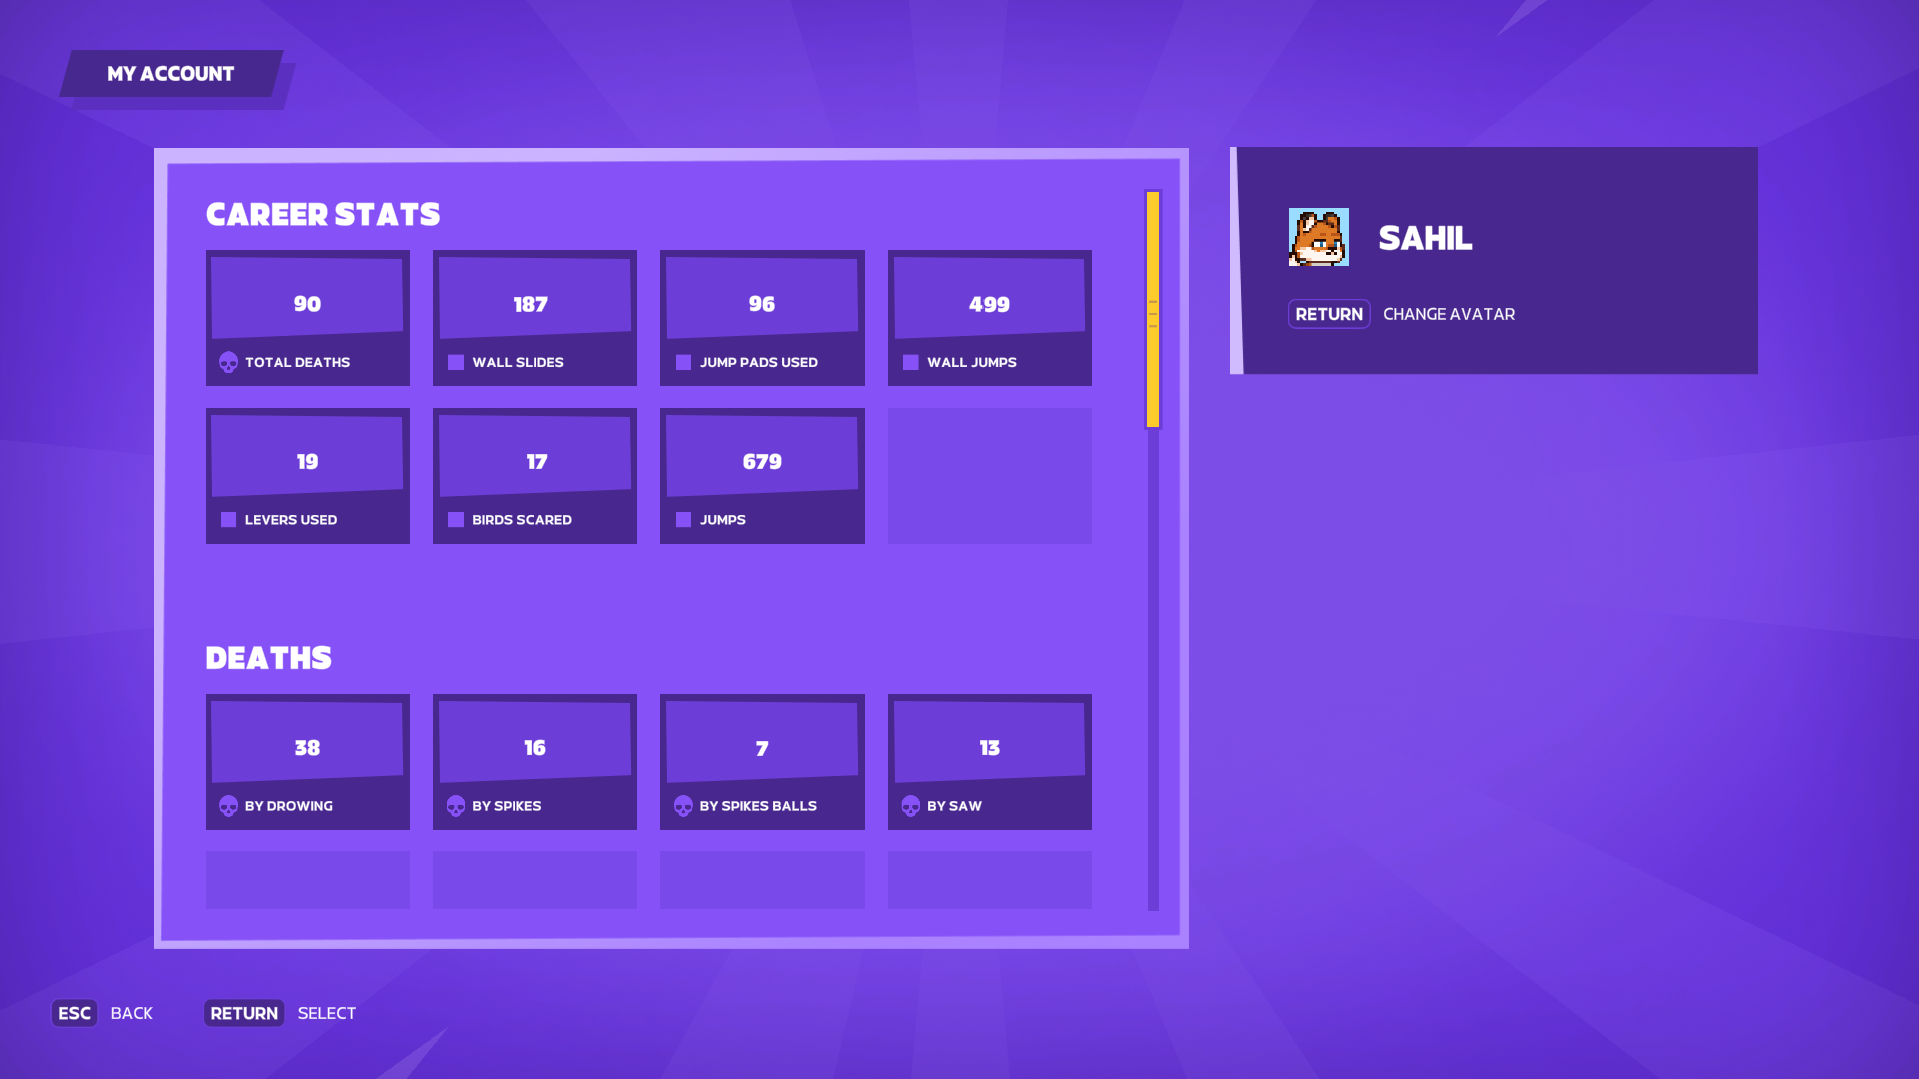 MY ACCOUNT
CAREER STATS
90
187
96
499
TOTAL DEATHS
WALL SLIDES
JUMP PADS USED
WALL JUMPS
19
17
679
LEVERS USED
BIRDS SCARED
JUMPS
DEATHS
38
16
7
13
BY DROWING
BY SPIKES
BY SPIKES BALLS
BY SAW
SAHIL
RETURN CHANGE AVATAR
ESC BACK RETURN SELECT